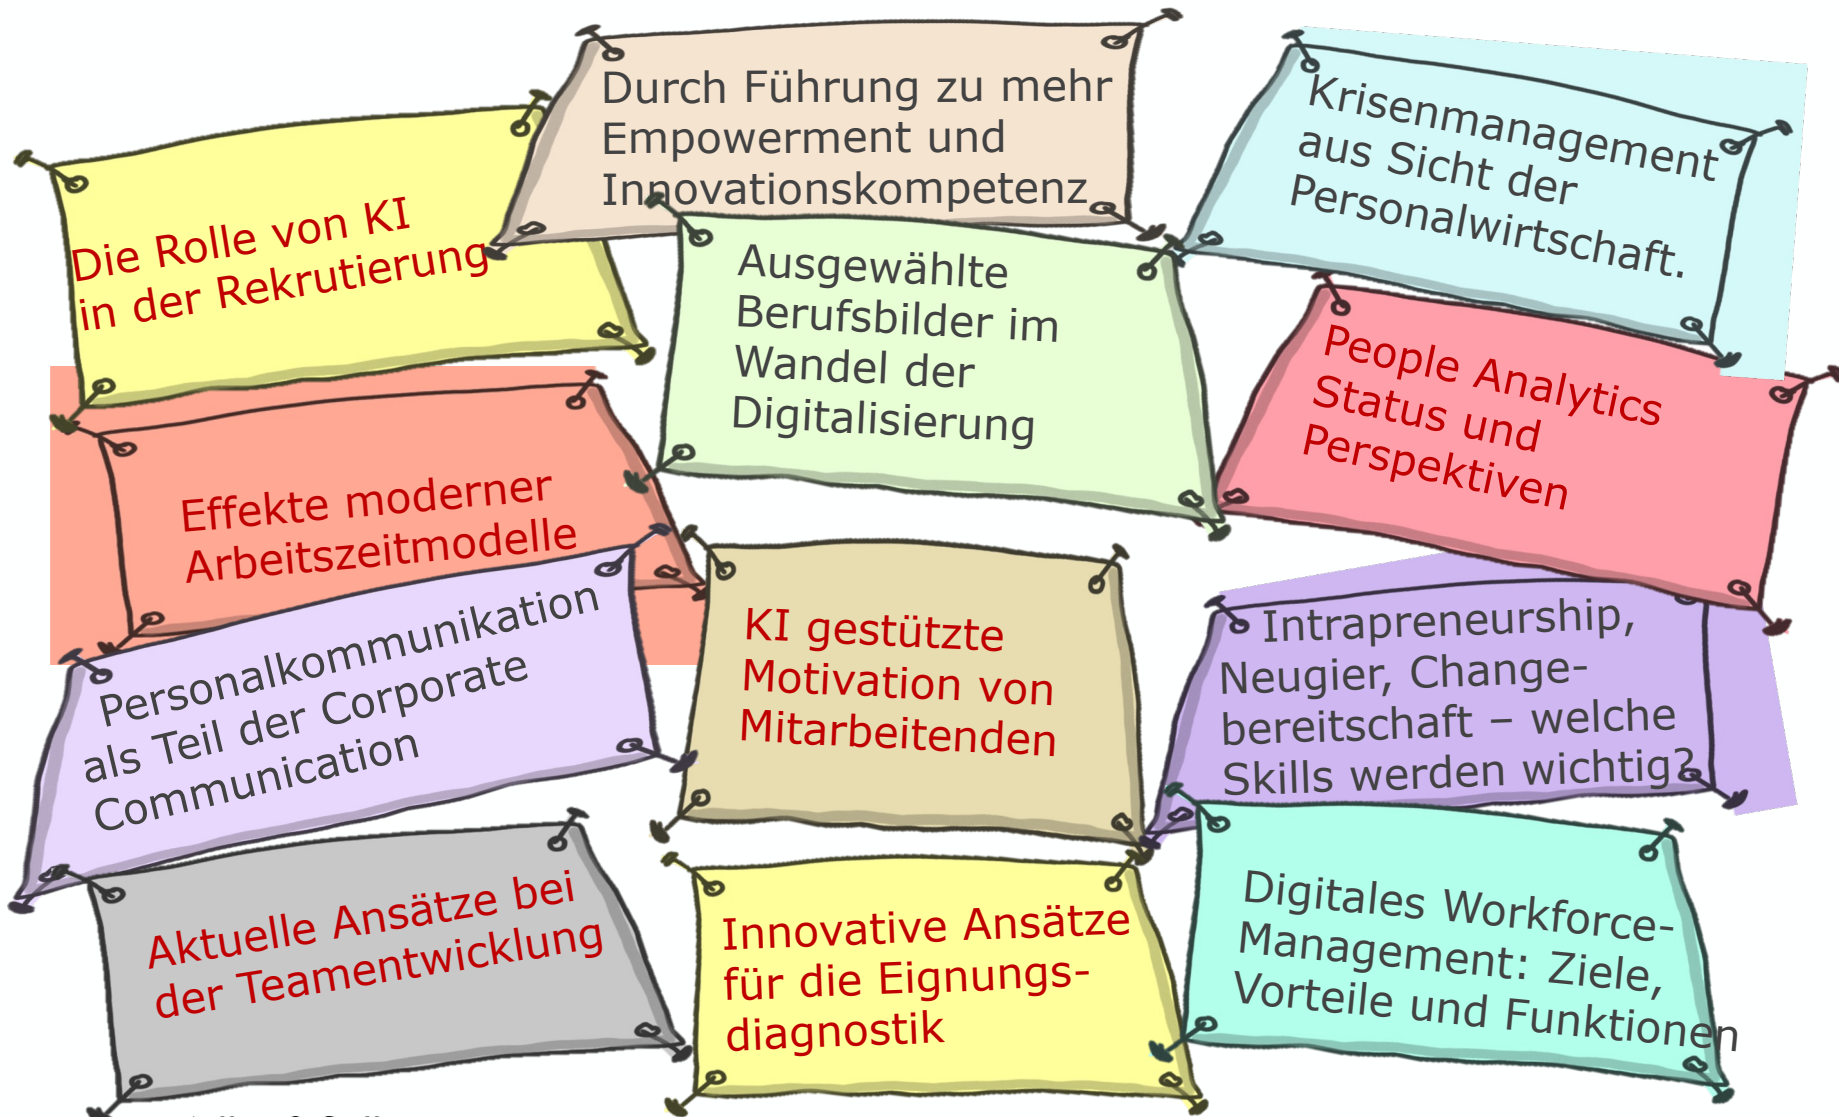 Durch Führung zu mehr
Empowerment und
Innovationskompetenz
Krisenmanagement
aus Sicht der
Personalwirtschaft.
Die Rolle von KI
in der Rekrutierung
Ausgewählte
Berufsbilder im
Wandel der
Digitalisierung
People Analytics
Status und
Perspektiven
Effekte moderner
Arbeitszeitmodelle
Personalkommunikation
als Teil der Corporate
Communication
KI gestützte
Motivation von
Mitarbeitenden
Intrapreneurship,
Neugier, Change-
bereitschaft – welche
Skills werden wichtig?
Aktuelle Ansätze bei
der Teamentwicklung
Innovative Ansätze
für die Eignungs-
diagnostik
Digitales Workforce-
Management: Ziele,
Vorteile und Funktionen